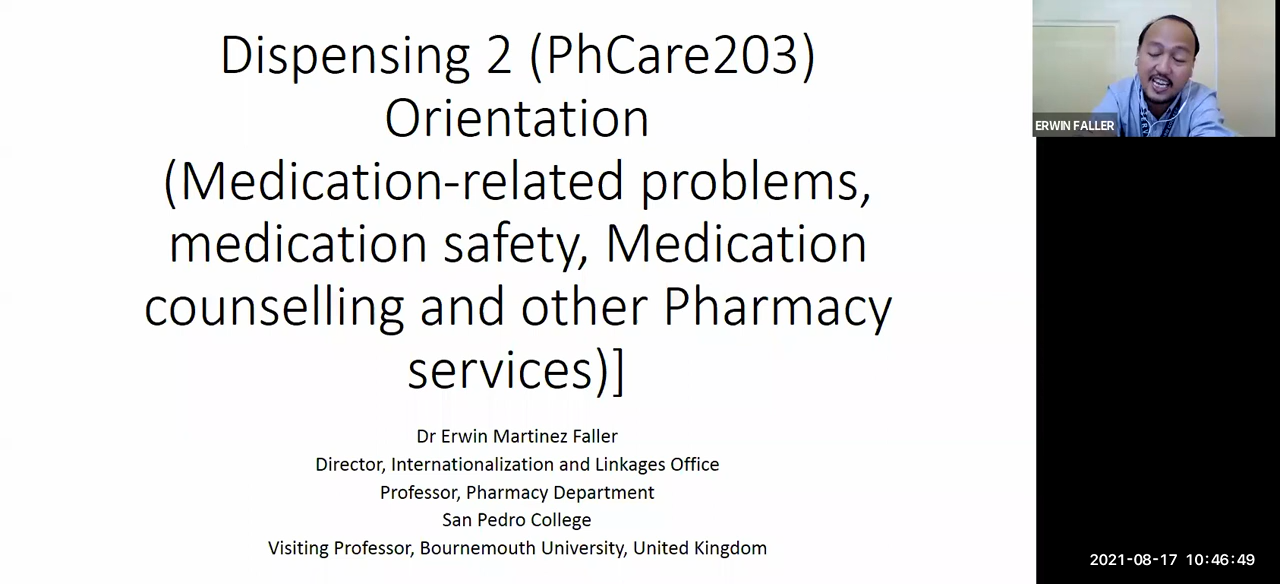 Dispensing 2 (PhCare203)
Orientation
(Medication-related problems,
medication safety, Medication
counselling and other Pharmacy
services)]
Dr Erwin Martinez Faller
Director, Internationalization and Linkages Office
Professor, Pharmacy Department
San Pedro College
Visiting Professor, Bournemouth University, United Kingdom
ERWIN FALLER
2021-08-17 10:46:49